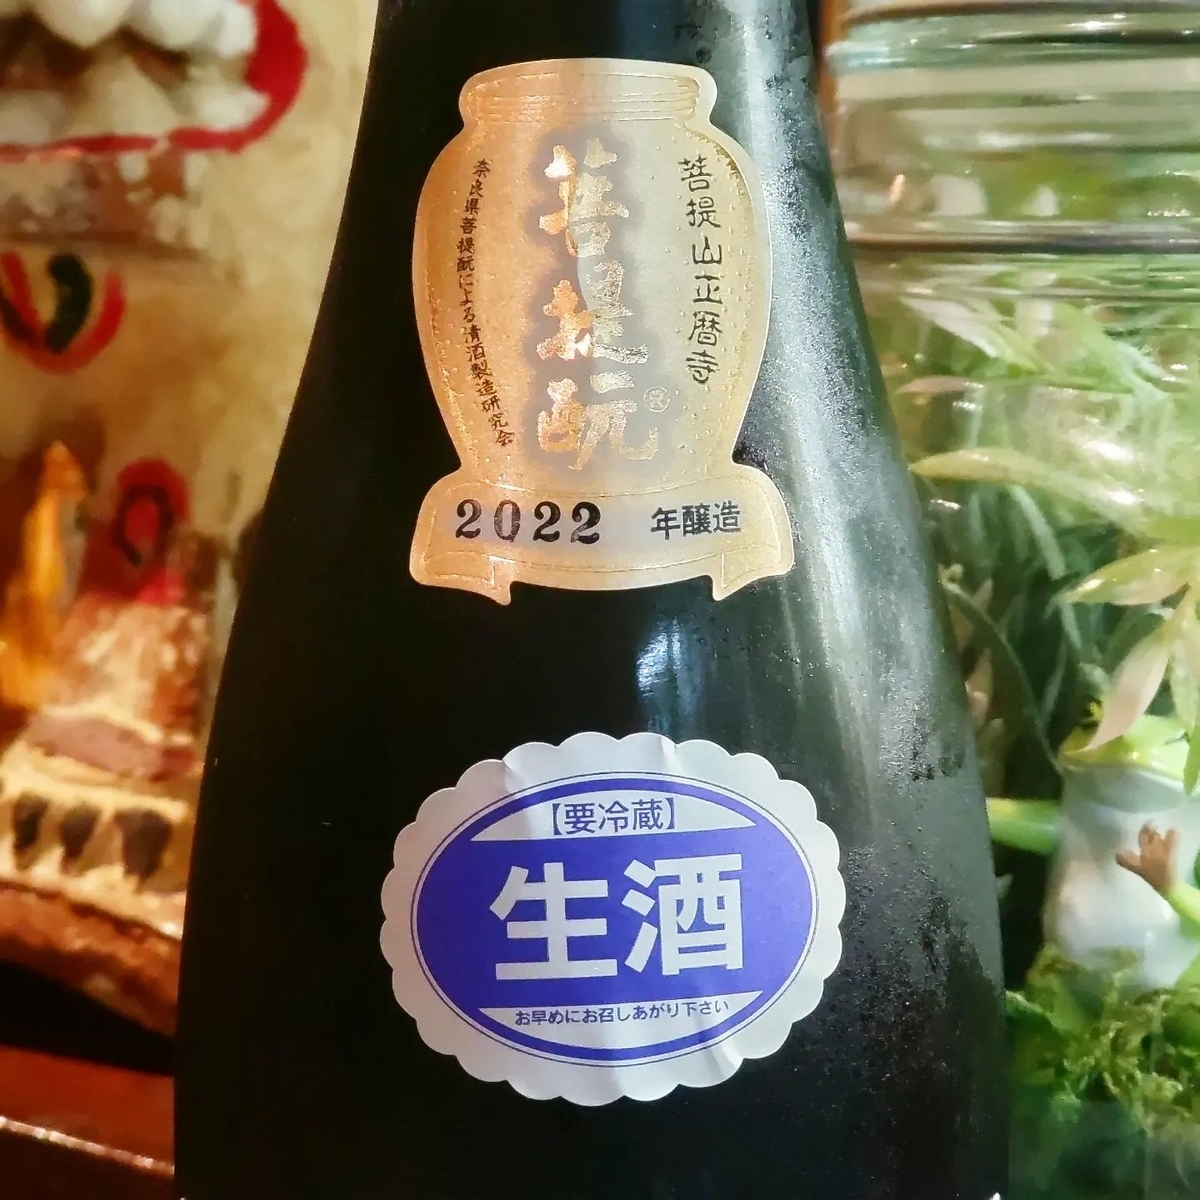 菩提山正暦寺
菩提酛®
奈良県菩提酛による清酒製造研究会
2022 年醸造
【要冷蔵】
生酒
お早めにお召しあがり下さい